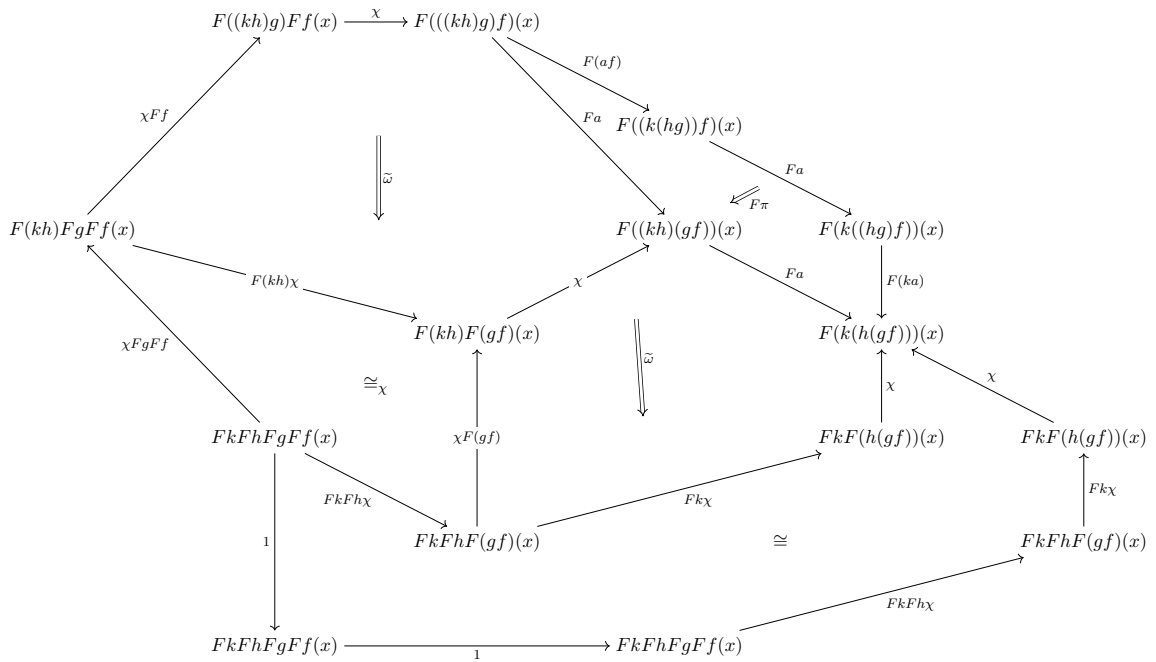 F((kh)g)Ff(x) χ F(((kh)g)f)(x)
F(af)
χFf Fa F((k(hg))f)(x)
ω̃ Fa
Fπ
F(kh)FgFf(x) F((kh)(gf))(x) F(k((hg)f))(x)
F(kh)χ χ Fa F(ka)
F(kh)F(gf)(x) F(k(h(gf)))(x)
χFgFf ω̃
≅χ χ χ
FkFhFgFf(x) χF(gf) FkF(h(gf))(x) FkF(h(gf))(x)
FkFhχ Fkχ Fkχ
1 FkFhF(gf)(x) ≅ FkFhF(gf)(x)
FkFhχ
FkFhFgFf(x) 1 FkFhFgFf(x)